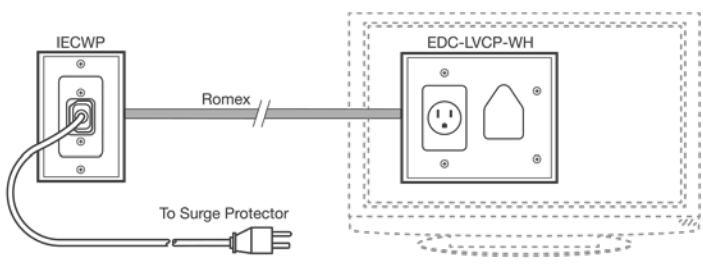 IECWP
EDC-LVCP-WH
Romex
To Surge Protector